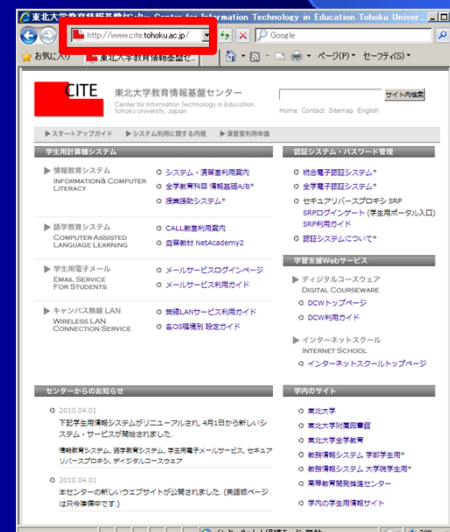 東北大学教育情報基盤センター Center for Information Technology in Education Tohoku Univer...
http://www.cite.tohoku.ac.jp/
Google
お気に入り
東北大学教育情報基盤セ...
ページ(P) セーフティ(S)
CITE
東北大学教育情報基盤センター
Center for Information Technology in Education
Tohoku University, Japan
サイト内検索
Home Contact Sitemap English
スタートアップガイド
システム利用に関する内規
演習室利用申請
学生用計算機システム
情報教育システム
INFORMATION& COMPUTER
LITERACY
システム・演習室利用案内
全学教育科目 情報基礎A/B*
授業援助システム*
語学教育システム
COMPUTER-ASSISTED
LANGUAGE LEARNING
CALL教室利用案内
自習教材 NetAcademy2
学生用電子メール
EMAIL SERVICE
FOR STUDENTS
メールサービスログインページ
メールサービス利用ガイド
キャンパス無線 LAN
WIRELESS LAN
CONNECTION SERVICE
無線LANサービス利用ガイド
各OS環境別 設定ガイド
認証システム・パスワード管理
統合電子認証システム*
全学電子認証システム*
セキュアリバースプロキシ SRP
SRPログインゲート (学生用ポータル入口)
SRP利用ガイド
認証システムについて*
学習支援Webサービス
ディジタルコースウェア
DIGITAL COURSEWARE
DCWトップページ
DCW利用ガイド
インターネットスクール
INTERNET SCHOOL
インターネットスクールトップページ
センターからのお知らせ
2010.04.01
下記学生用情報システムがリニューアルされ, 4月1日から新しいシ
ステム・サービスが開始されました.
情報教育システム, 語学教育システム, 学生用電子メールサービス, セキュア
リバースプロキシ, ディジタルコースウェア
2010.04.01
本センターの新しいウェブサイトが公開されました. (英語版ページ
は只今準備中です.)
学内のサイト
東北大学
東北大学附属図書館
東北大学全学教育
教務情報システム 学部学生用*
教務情報システム 大学院学生用*
高等教育開発推進センター
学内の学生用情報サイト